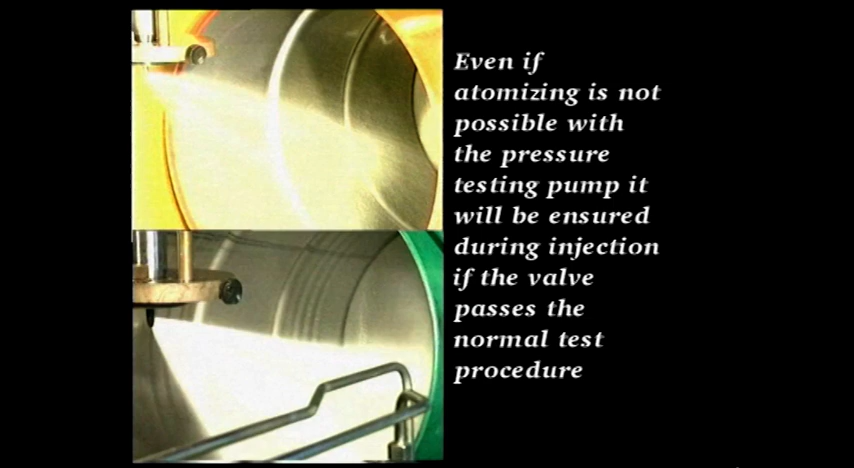 Even if
atomizing is not
possible with
the pressure
testing pump it
will be ensured
during injection
if the valve
passes the
normal test
procedure